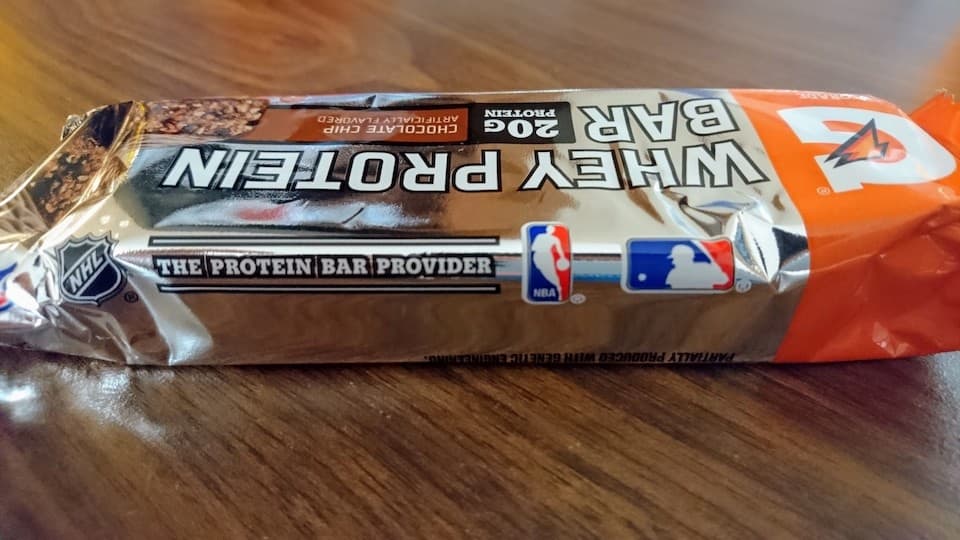 WHEY PROTEIN
BAR
20G
PROTEIN
CHOCOLATE CHIP
ARTIFICIALLY FLAVORED
G
NHL
THE PROTEIN BAR PROVIDER
NBA
PARTIALLY PRODUCED WITH GENETIC ENGINEERING.